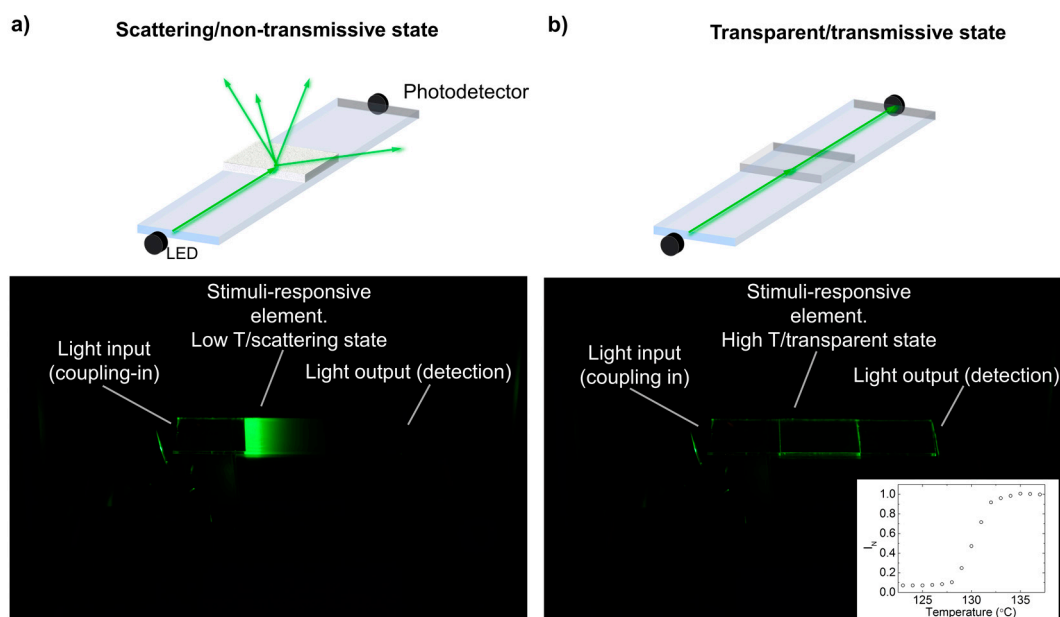 a)
Scattering/non-transmissive state
Photodetector
LED
Stimuli-responsive
element.
Low T/scattering state
Light input
(coupling-in)
Light output (detection)
b)
Transparent/transmissive state
Stimuli-responsive
element.
High T/transparent state
Light input
(coupling in)
Light output (detection)
1.0
0.8
0.6
0.4
0.2
0.0
I_N
125
130
135
Temperature (°C)